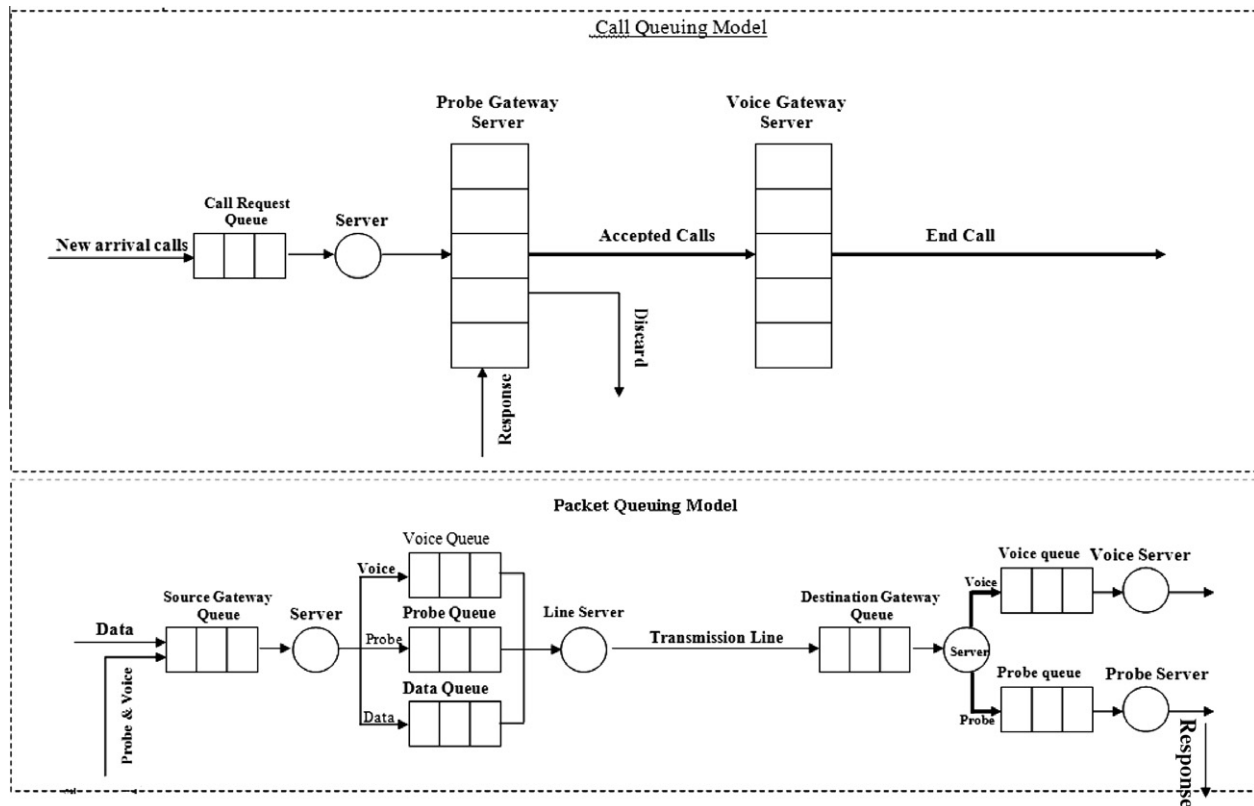 Call Queuing Model
Probe Gateway
Server
Voice Gateway
Server
Call Request
Queue
Server
New arrival calls
Accepted Calls
End Call
Discard
Response
Packet Queuing Model
Voice Queue
Voice
Source Gateway
Queue
Server
Data
Probe & Voice
Probe Queue
Probe
Data Queue
Data
Line Server
Transmission Line
Destination Gateway
Queue
Server
Voice queue
Voice Server
Voice
Probe queue
Probe Server
Probe
Response